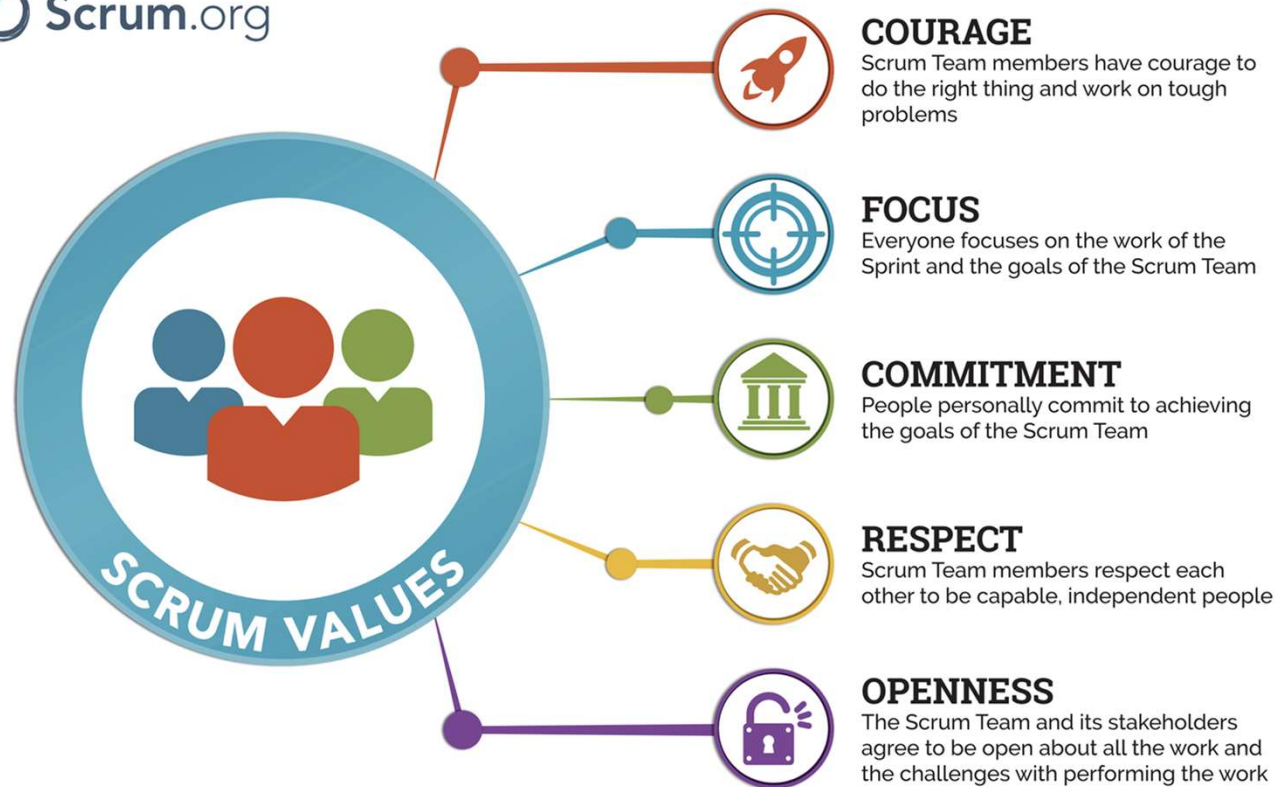 Scrum.org
COURAGE
Scrum Team members have courage to
do the right thing and work on tough
problems
FOCUS
Everyone focuses on the work of the
Sprint and the goals of the Scrum Team
COMMITMENT
People personally commit to achieving
the goals of the Scrum Team
RESPECT
Scrum Team members respect each
other to be capable, independent people
OPENNESS
The Scrum Team and its stakeholders
agree to be open about all the work and
the challenges with performing the work
SCRUM VALUES